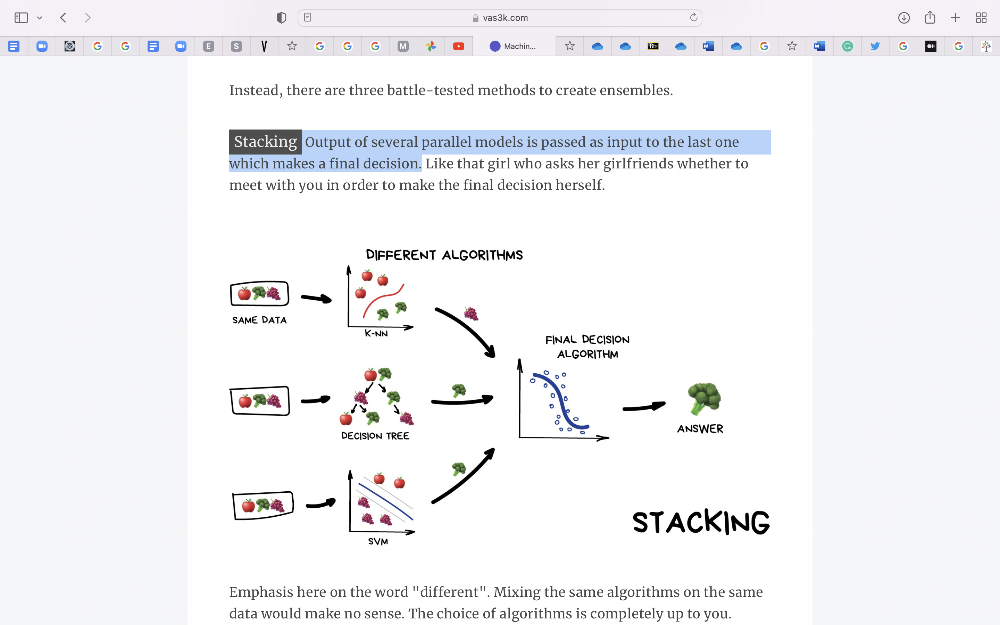 vas3k.com
E
S
V
M
Machin...
Bb
W
W
Instead, there are three battle-tested methods to create ensembles.
Stacking Output of several parallel models is passed as input to the last one
which makes a final decision. Like that girl who asks her girlfriends whether to
meet with you in order to make the final decision herself.
DIFFERENT ALGORITHMS
SAME DATA
K-NN
FINAL DECISION
ALGORITHM
DECISION TREE
ANSWER
SVM
STACKING
Emphasis here on the word "different". Mixing the same algorithms on the same
data would make no sense. The choice of algorithms is completely up to you.